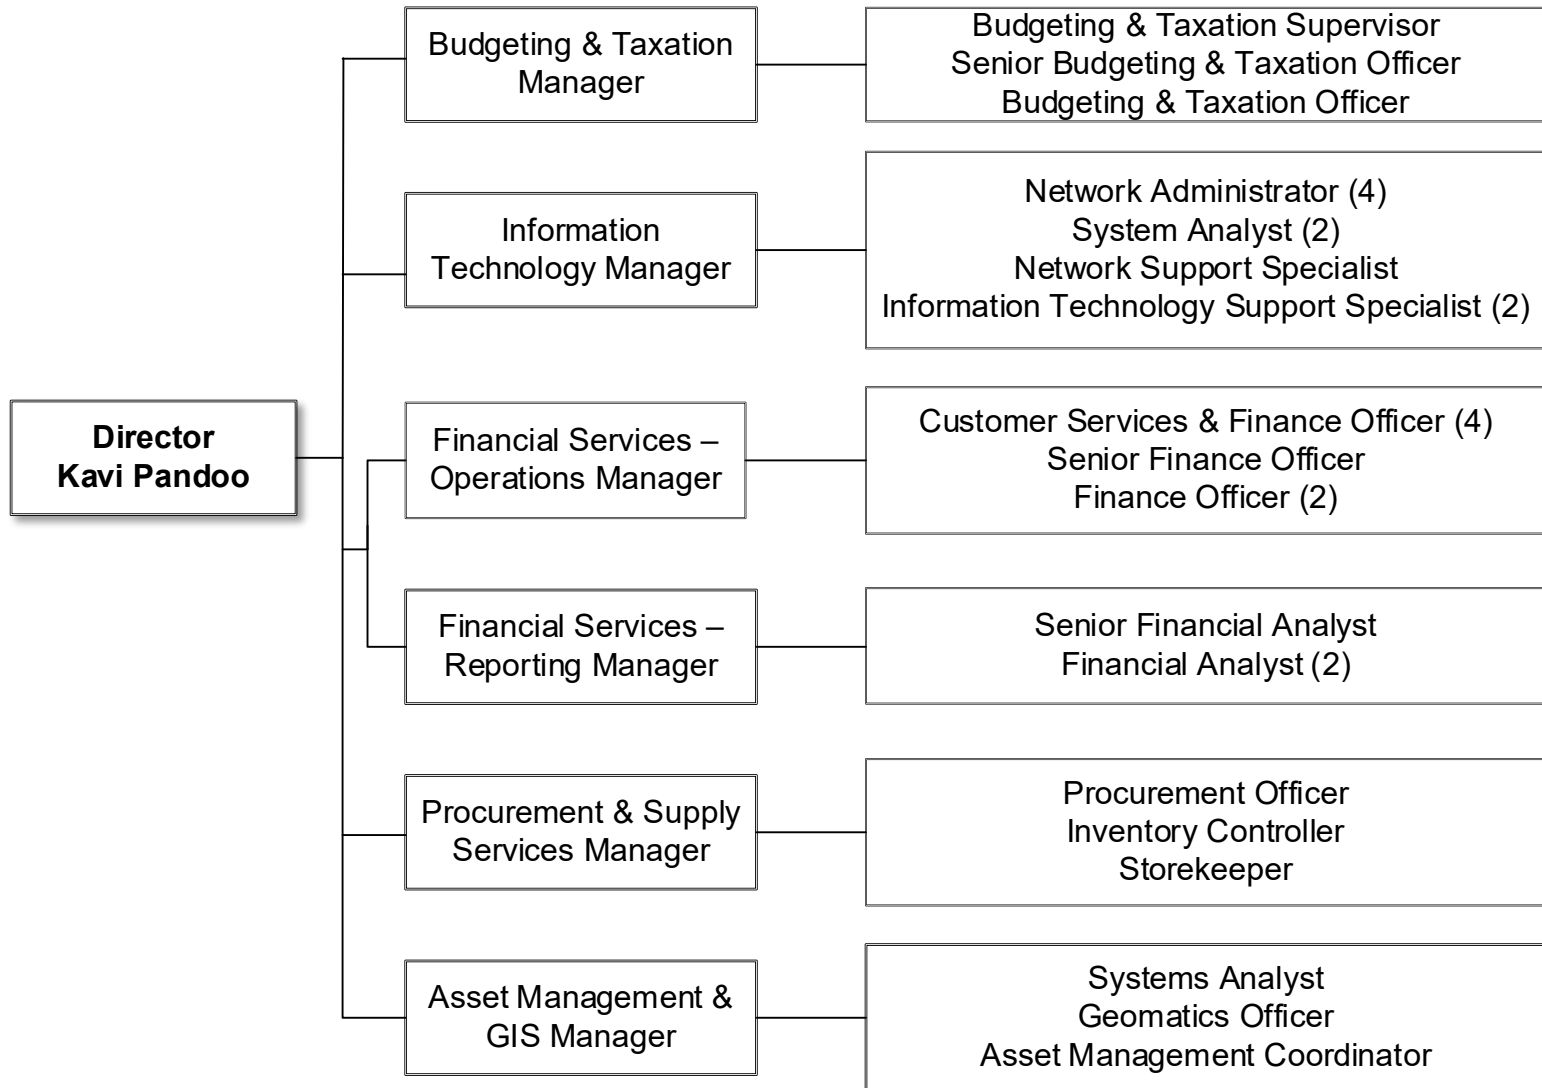 Director
Kavi Pandoo
Budgeting & Taxation
Manager
Budgeting & Taxation Supervisor
Senior Budgeting & Taxation Officer
Budgeting & Taxation Officer
Information
Technology Manager
Network Administrator (4)
System Analyst (2)
Network Support Specialist
Information Technology Support Specialist (2)
Financial Services –
Operations Manager
Customer Services & Finance Officer (4)
Senior Finance Officer
Finance Officer (2)
Financial Services –
Reporting Manager
Senior Financial Analyst
Financial Analyst (2)
Procurement & Supply
Services Manager
Procurement Officer
Inventory Controller
Storekeeper
Asset Management &
GIS Manager
Systems Analyst
Geomatics Officer
Asset Management Coordinator